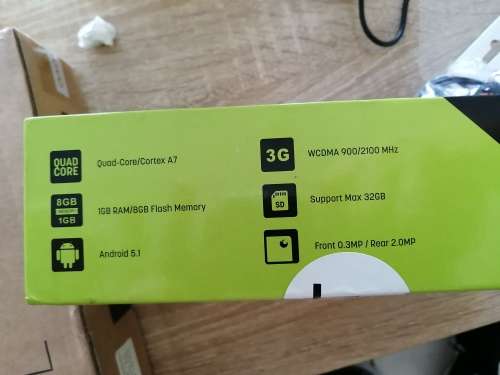 QUAD
CORE
Quad-Core/Cortex A7
8GB
1GB
1GB RAM/8GB Flash Memory
Android 5.1
3G
WCDMA 900/2100 MHz
SD
Support Max 32GB
Front 0.3MP / Rear 2.0MP